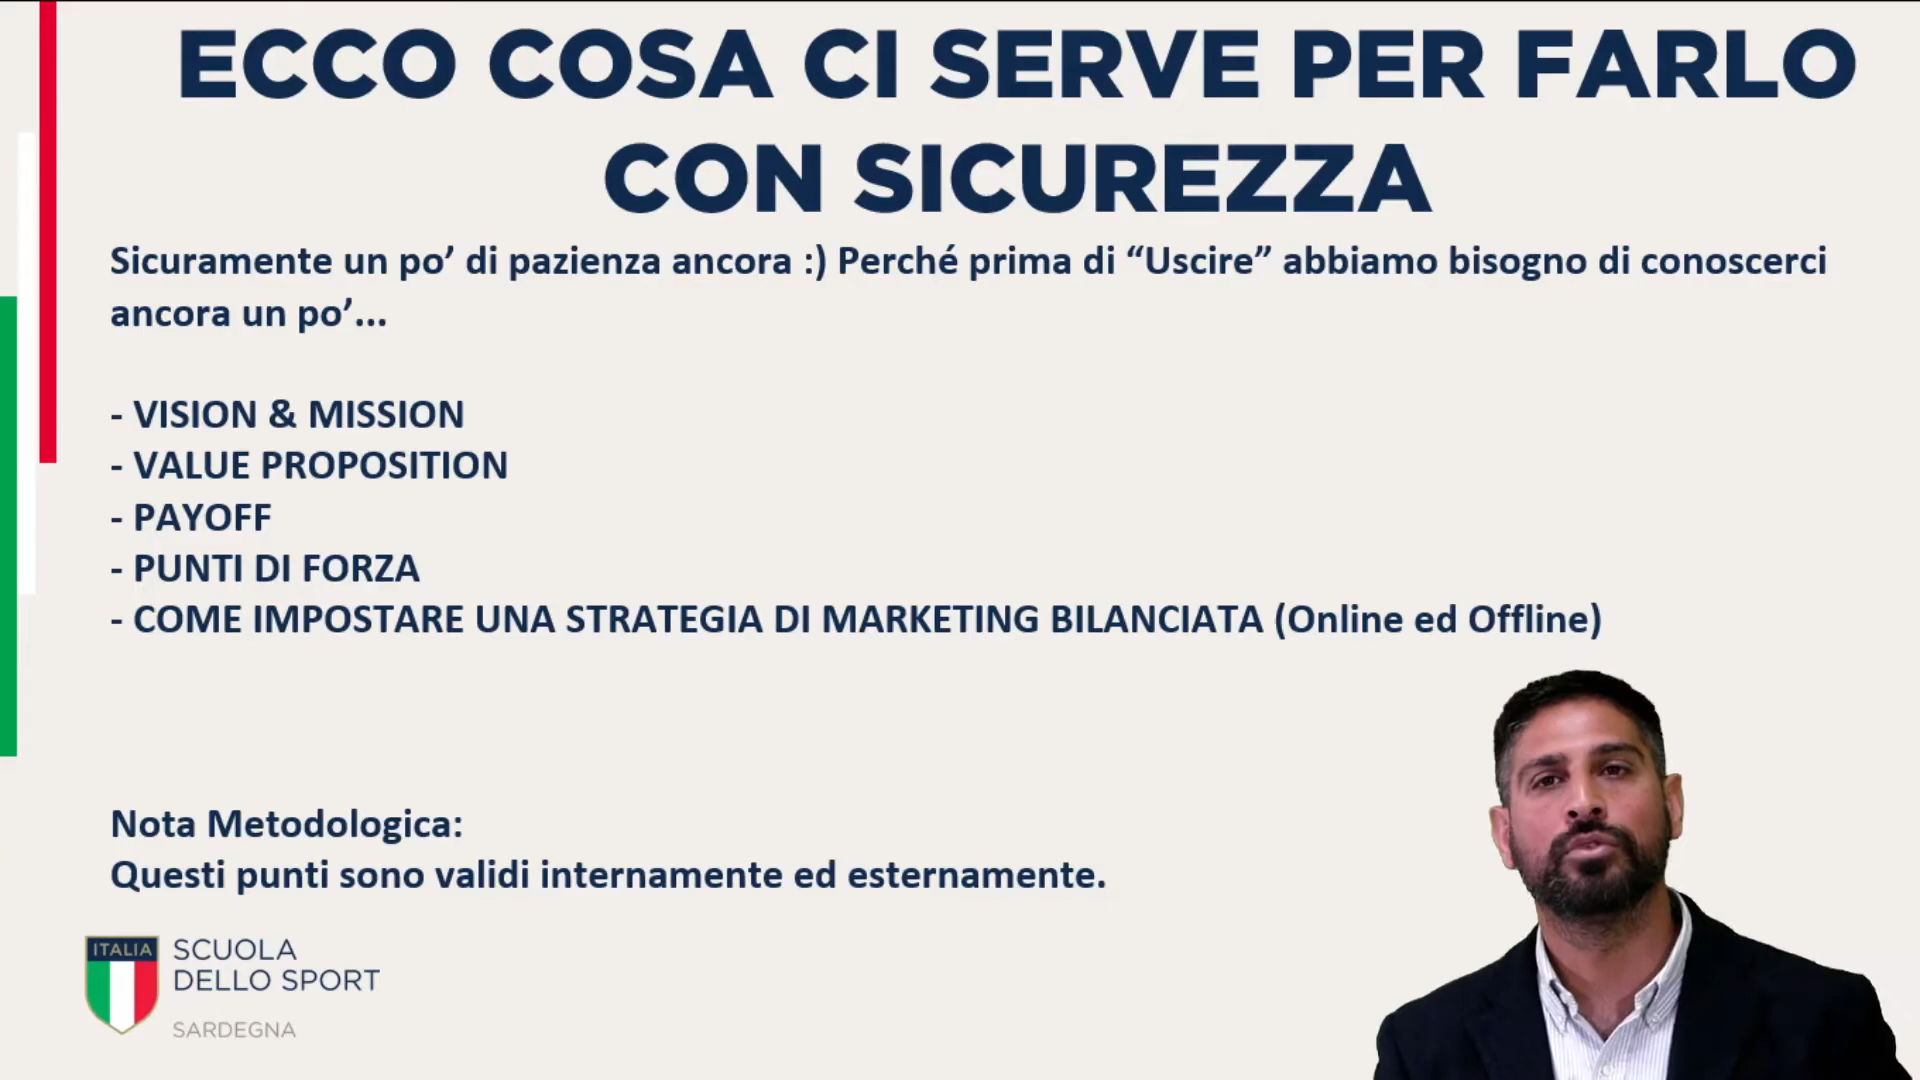 ECCO COSA CI SERVE PER FARLO
CON SICUREZZA
Sicuramente un po’ di pazienza ancora :) Perché prima di “Uscire” abbiamo bisogno di conoscerci
ancora un po’...
- VISION & MISSION
- VALUE PROPOSITION
- PAYOFF
- PUNTI DI FORZA
- COME IMPOSTARE UNA STRATEGIA DI MARKETING BILANCIATA (Online ed Offline)
Nota Metodologica:
Questi punti sono validi internamente ed esternamente.
ITALIA
SCUOLA
DELLO SPORT
SARDEGNA